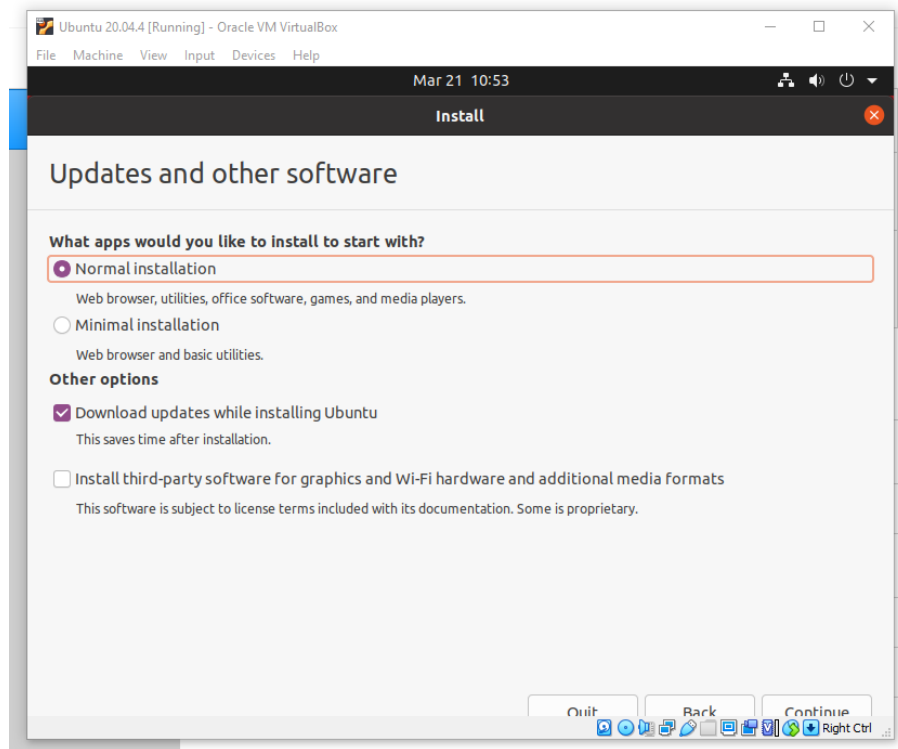 Ubuntu 20.04.4 [Running] - Oracle VM VirtualBox
File Machine View Input Devices Help
Mar 21 10:53
Install
Updates and other software
What apps would you like to install to start with?
Normal installation
Web browser, utilities, office software, games, and media players.
Minimal installation
Web browser and basic utilities.
Other options
Download updates while installing Ubuntu
This saves time after installation.
Install third-party software for graphics and Wi-Fi hardware and additional media formats
This software is subject to license terms included with its documentation. Some is proprietary.
Quit Back Continue
Right Ctrl